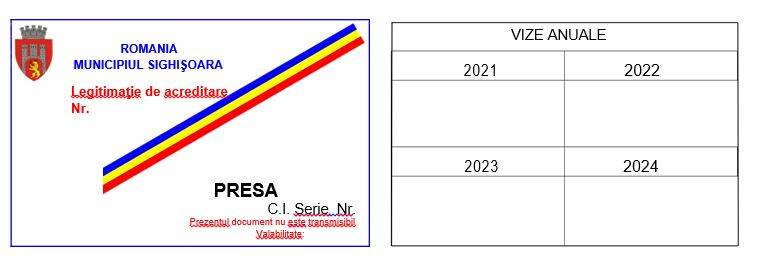 ROMANIA
MUNICIPIUL SIGHIŞOARA
Legitimaţie de acreditare
Nr.
PRESA
C.I. Serie. Nr.
Prezentul document nu este transmisibil
Valabilitate:
VIZE ANUALE
2021 2022
2023 2024